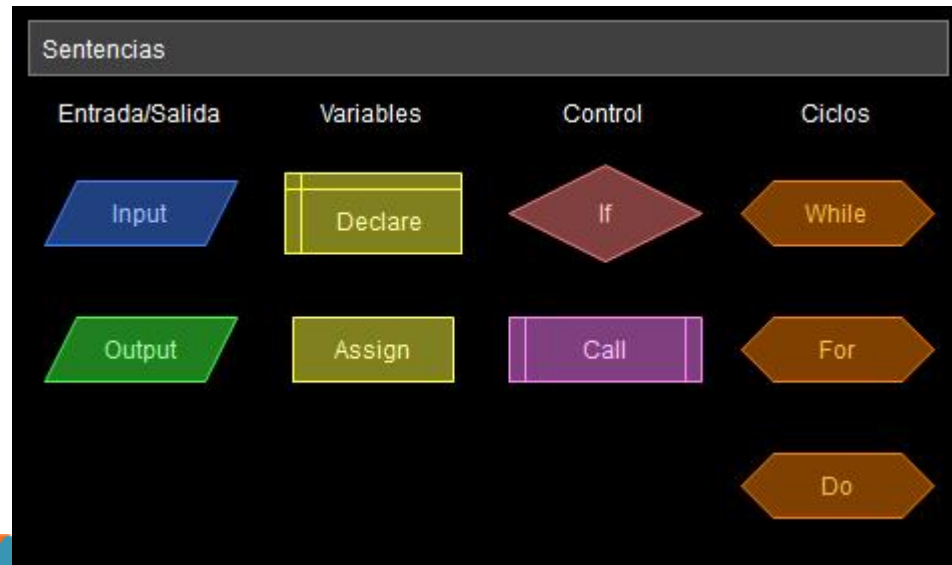 Sentencias
Entrada/Salida Variables Control Ciclos
Input Declare If While
Output Assign Call For
Do